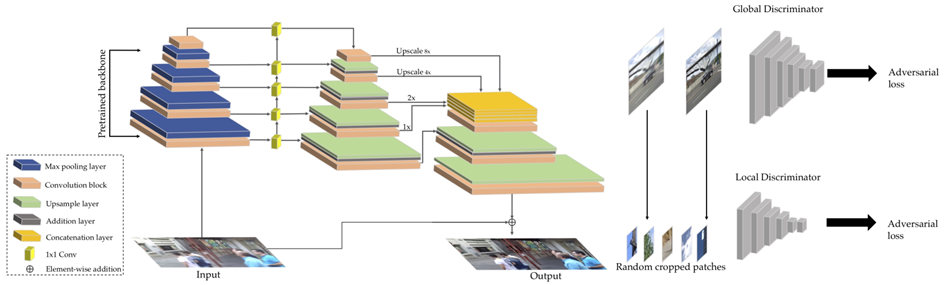 Global Discriminator
Adversarial
loss
Pretrained backbone
Upscale 8x
Upscale 4x
2x
1x
Max pooling layer
Convolution block
Upsample layer
Addition layer
Concatenation layer
1x1 Conv
Element-wise addition
Input
Output
Local Discriminator
Adversarial
loss
Random cropped patches